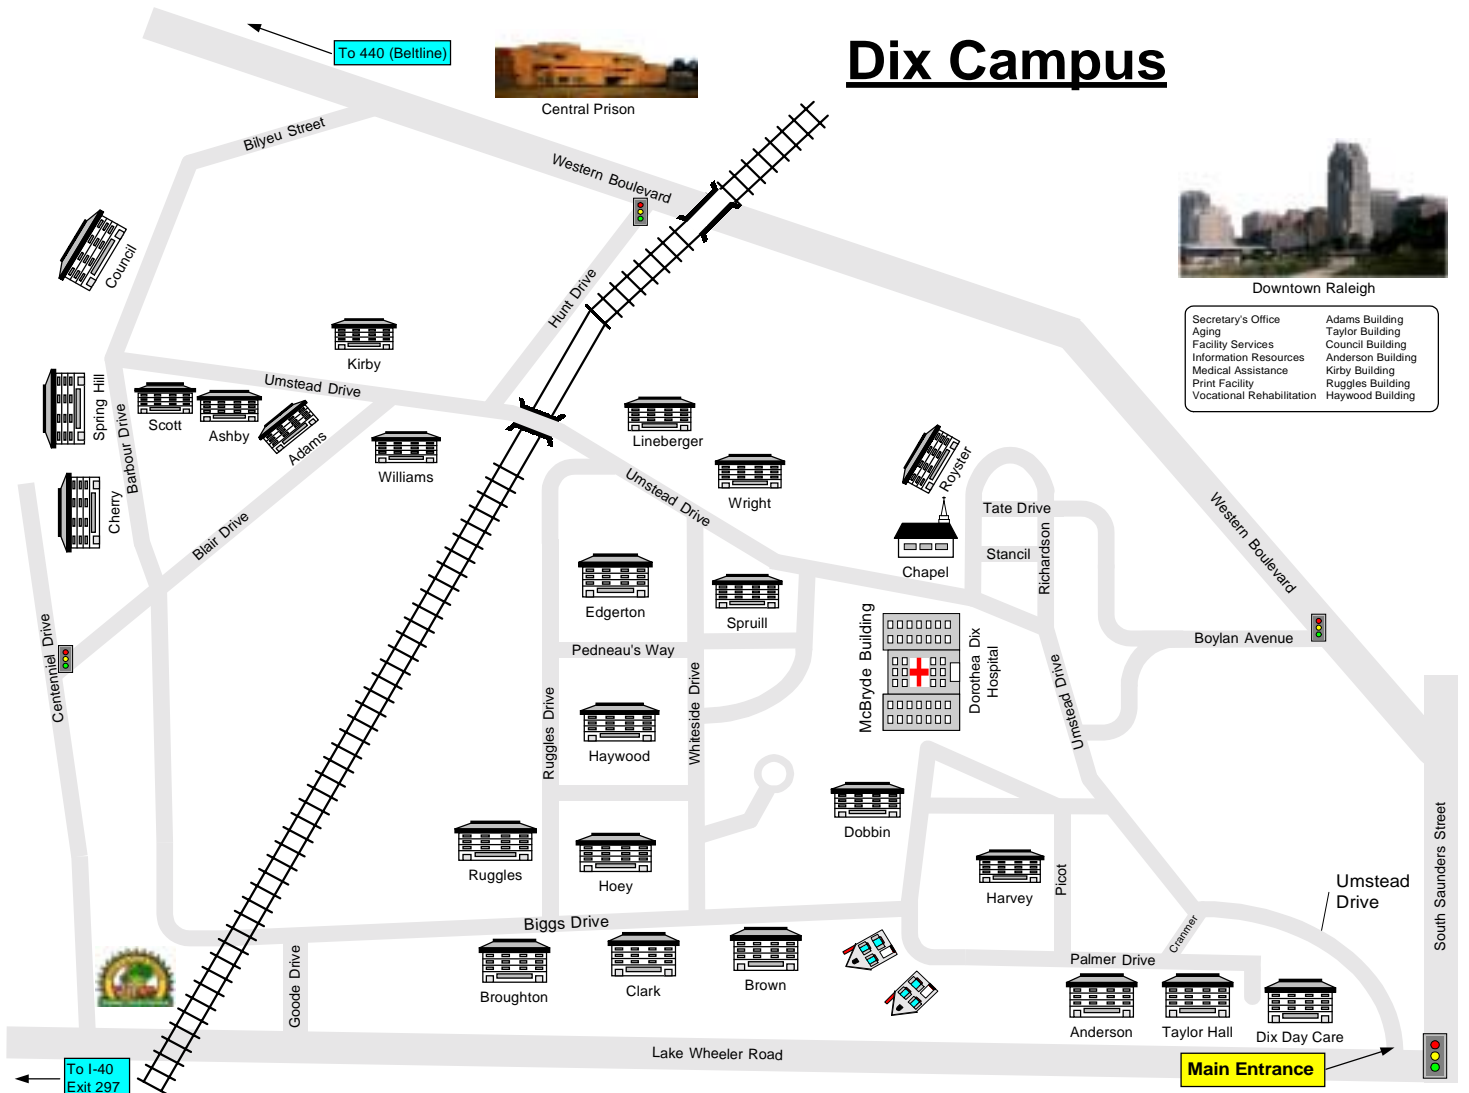 To 440 (Beltline)
Central Prison
Dix Campus
Bilyeu Street
Western Boulevard
Downtown Raleigh
Secretary's Office Adams Building
Aging Taylor Building
Facility Services Council Building
Information Resources Anderson Building
Medical Assistance Kirby Building
Print Facility Ruggles Building
Vocational Rehabilitation Haywood Building
Council
Hunt Drive
Kirby
Umstead Drive
Spring Hill
Barbour Drive
Scott
Ashby
Adams
Williams
Lineberger
Wright
Umstead Drive
Royster
Tate Drive
Stancil
Richardson
Chapel
Western Boulevard
Cherry
Blair Drive
Edgerton
Spruill
Boylan Avenue
Centenniel Drive
Pedneau's Way
McBryde Building
Dorothea Dix
Hospital
Umstead Drive
Ruggles Drive
Whiteside Drive
Haywood
Dobbin
Ruggles
Hoey
Harvey
Picot
Umstead
Drive
South Saunders Street
Biggs Drive
Cranmer
Palmer Drive
Goode Drive
Broughton
Clark
Brown
Anderson
Taylor Hall
Dix Day Care
Lake Wheeler Road
Main Entrance
To I-40
Exit 297